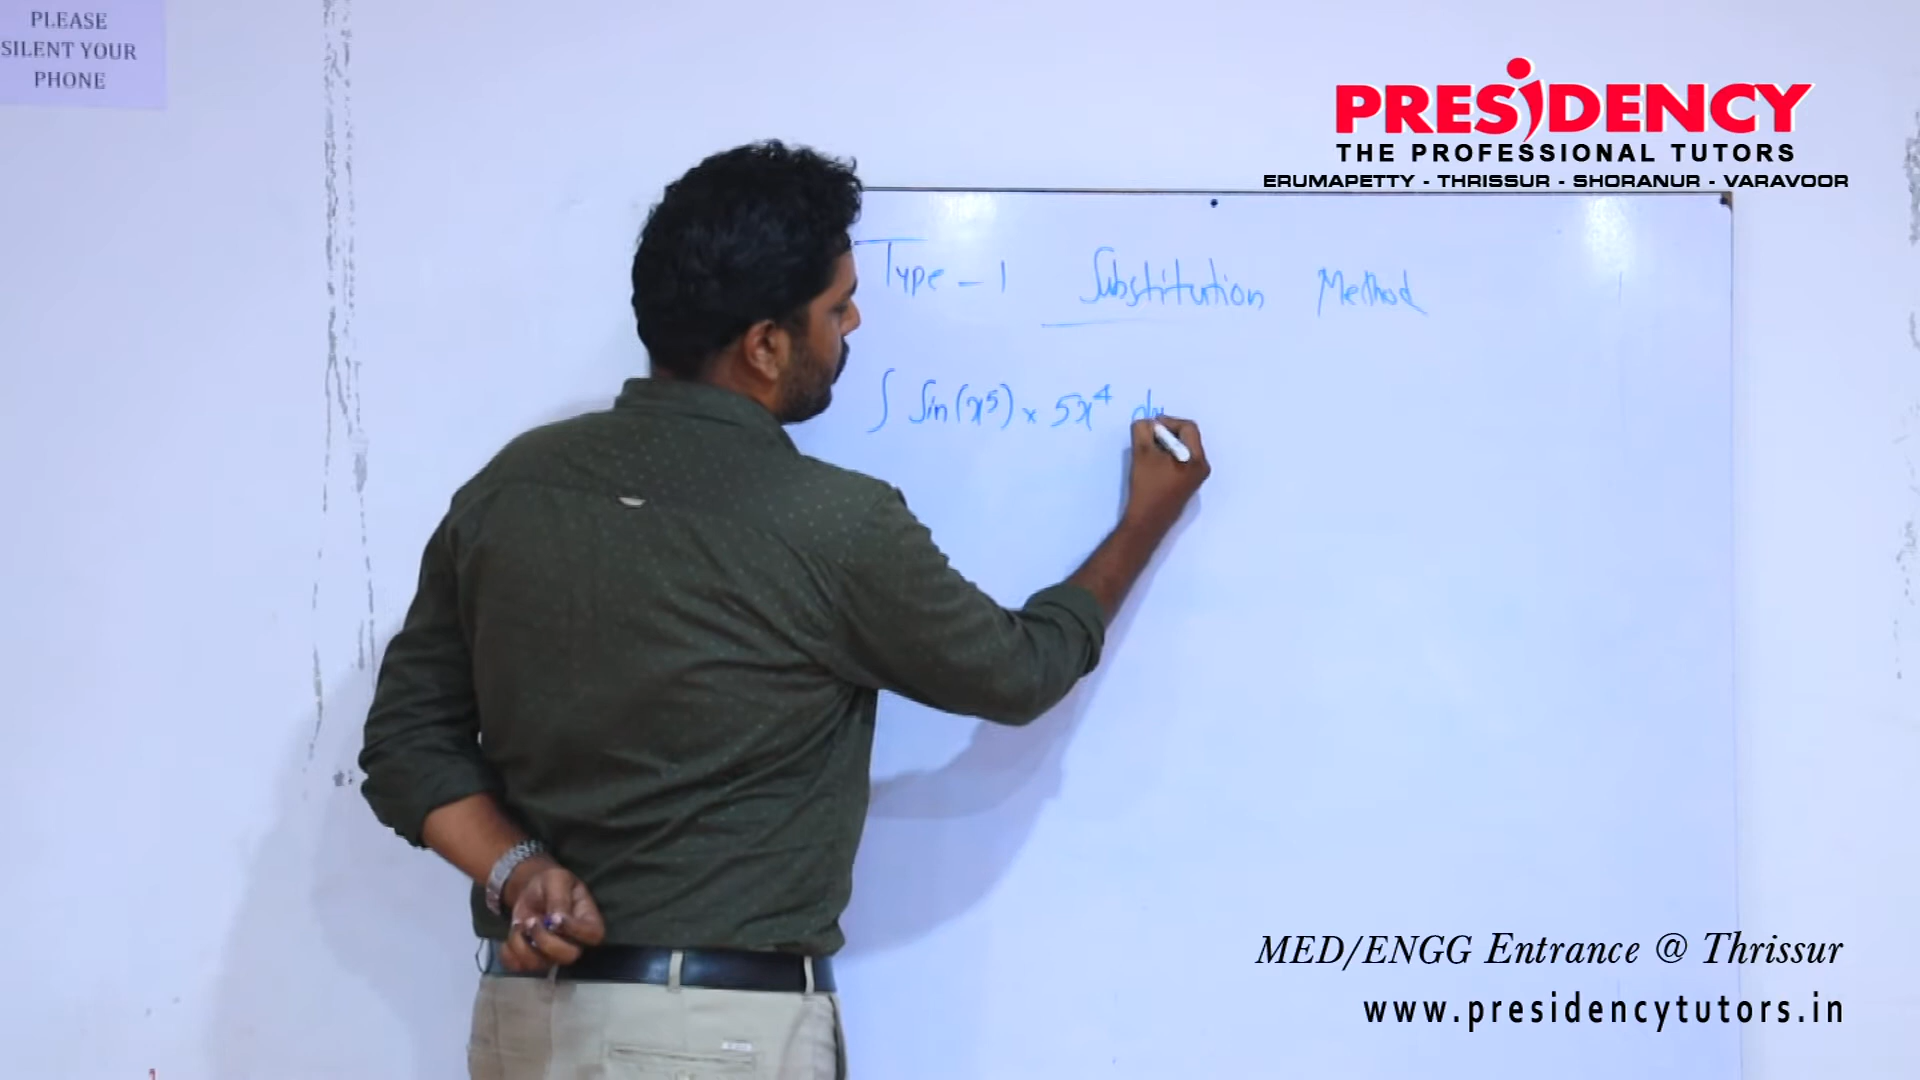 PLEASE
SILENT YOUR
PHONE
PRESiDENCY
THE PROFESSIONAL TUTORS
ERUMAPETTY - THRISSUR - SHORANUR - VARAVOOR
Type - 1 Substitution Method
∫ Sin(x⁵) × 5x⁴ dx
MED/ENGG Entrance @ Thrissur
www.presidencytutors.in